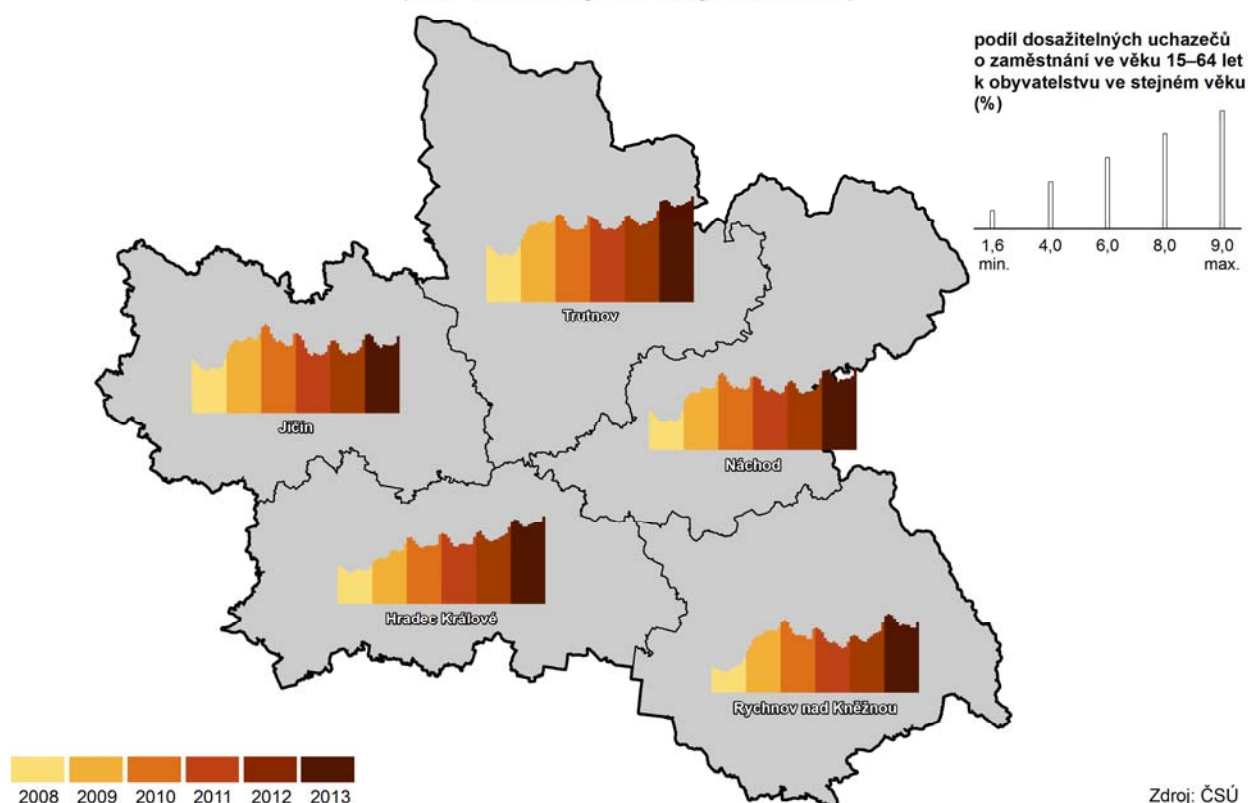 podíl dosažitelných uchazečů
o zaměstnání ve věku 15–64 let
k obyvatelstvu ve stejném věku
(%)
1,6 4,0 6,0 8,0 9,0
min. max.
Trutnov
Jičín
Náchod
Hradec Králové
Rychnov nad Kněžnou
2008 2009 2010 2011 2012 2013
Zdroj: ČSÚ